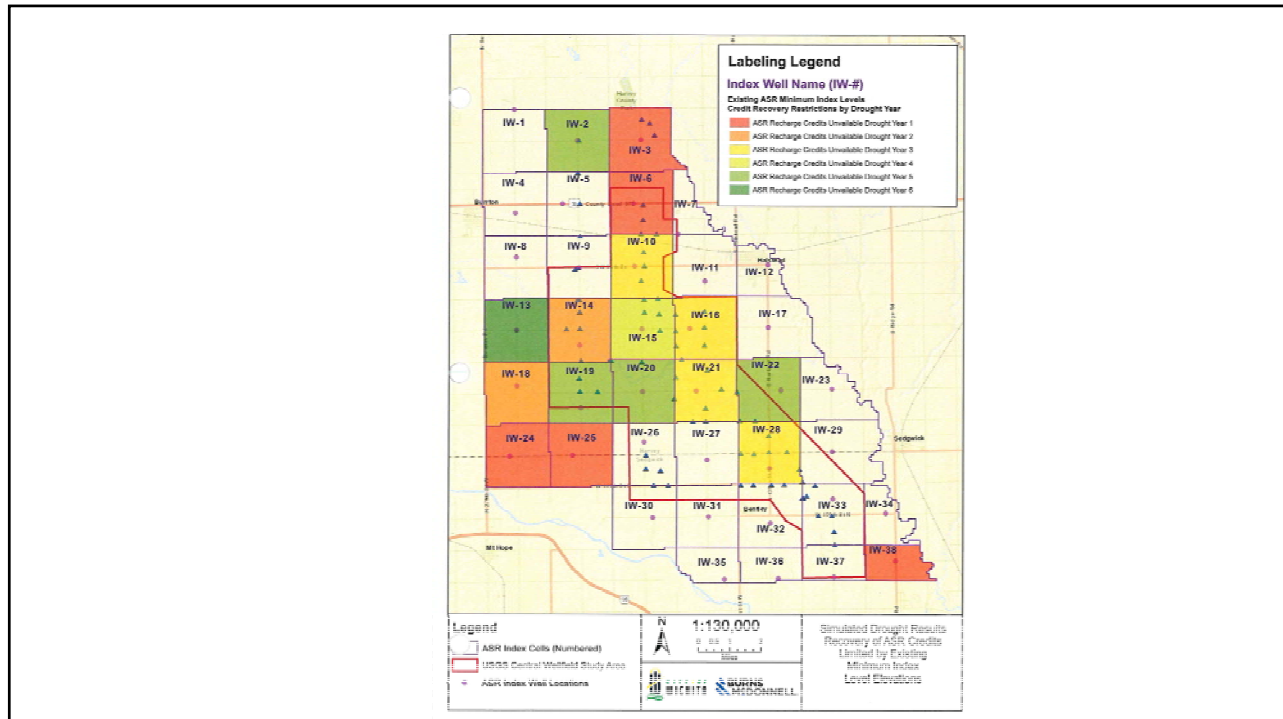 Labeling Legend
Index Well Name (IW-#)
Existing ASR Minimum Index Levels
Credit Recovery Restrictions by Drought Year
ASR Recharge Credits Unavailable Drought Year 1
ASR Recharge Credits Unavailable Drought Year 2
ASR Recharge Credits Unavailable Drought Year 3
ASR Recharge Credits Unavailable Drought Year 4
ASR Recharge Credits Unavailable Drought Year 5
ASR Recharge Credits Unavailable Drought Year 6
Harvey
County
IW-1
IW-2
IW-3
IW-4
IW-5
IW-6
Burrton
IW-7
IW-8
IW-9
IW-10
IW-11
Halstead
IW-12
IW-13
IW-14
IW-15
IW-16
IW-17
IW-18
IW-19
IW-20
IW-21
IW-22
IW-23
IW-24
IW-25
IW-26
IW-27
IW-28
IW-29
Sedgwick
Harvey
Sedgwick
IW-30
IW-31
Bentley
IW-32
IW-33
IW-34
Mt Hope
IW-35
IW-36
IW-37
IW-38
Legend
ASR Index Cells (Numbered)
USGS Central Wellfield Study Area
ASR Index Well Locations
N
1:130,000
0 0.5 1 2
Miles
WICHITA
BURNS
MCDONNELL
Simulated Drought Results
Recovery of ASR Credits
Limited by Existing
Minimum Index
Level Elevations